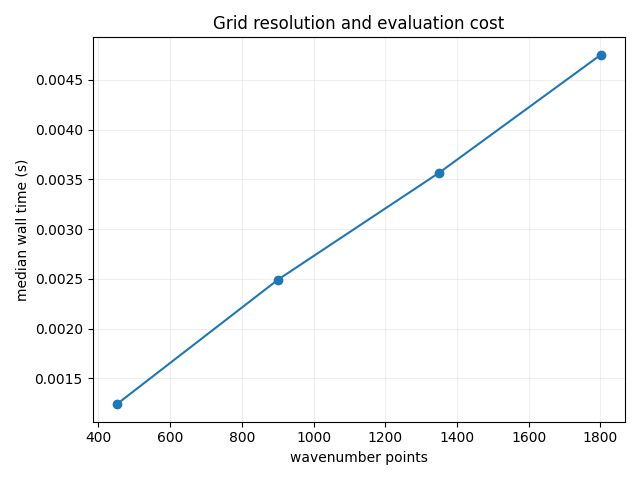 Grid resolution and evaluation cost
median wall time (s)
0.0045
0.0040
0.0035
0.0030
0.0025
0.0020
0.0015
400 600 800 1000 1200 1400 1600 1800
wavenumber points